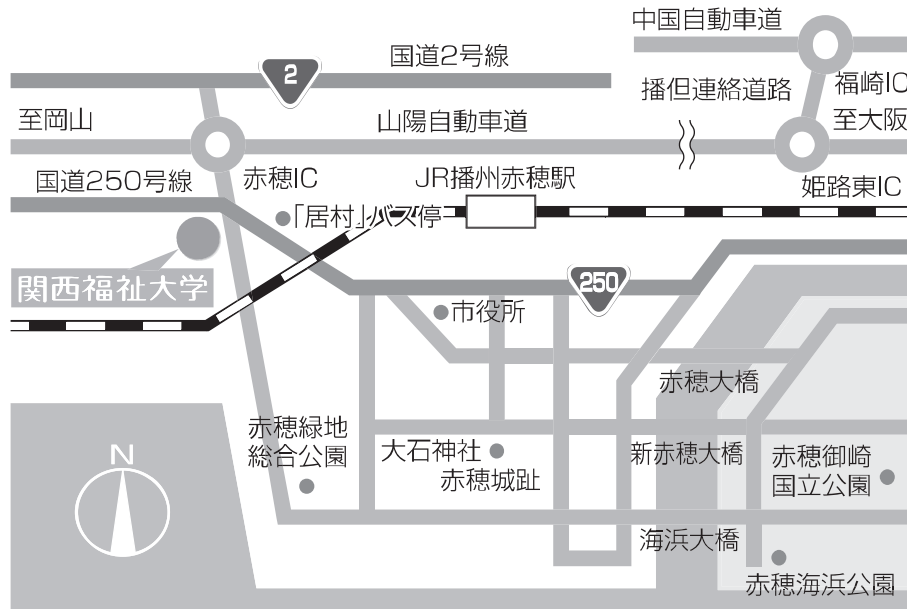 中国自動車道
国道2号線
2
播但連絡道路
福崎IC
至岡山
山陽自動車道
至大阪
国道250号線
赤穂IC
JR播州赤穂駅
姫路東IC
「居村」バス停
関西福祉大学
250
市役所
赤穂大橋
赤穂緑地
総合公園
大石神社
赤穂城趾
新赤穂大橋
赤穂御崎
国立公園
N
海浜大橋
赤穂海浜公園